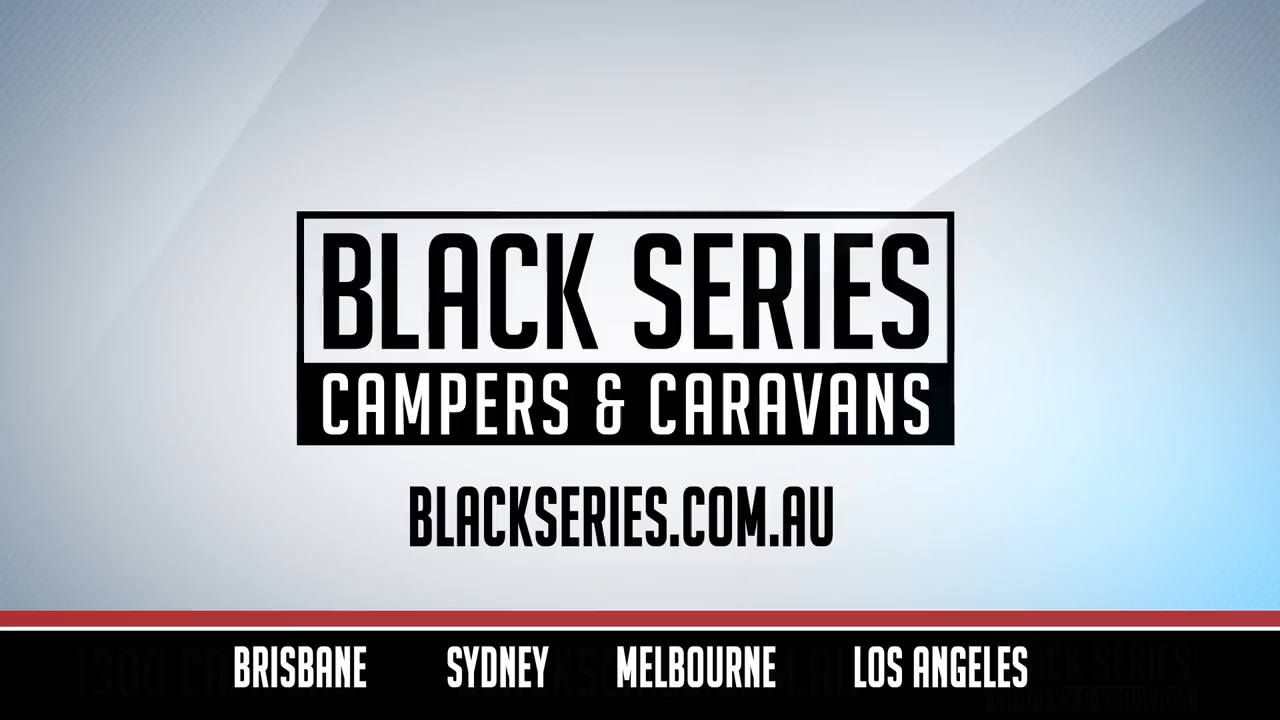 BLACK SERIES
CAMPERS & CARAVANS
BLACKSERIES.COM.AU
BRISBANE SYDNEY MELBOURNE LOS ANGELES